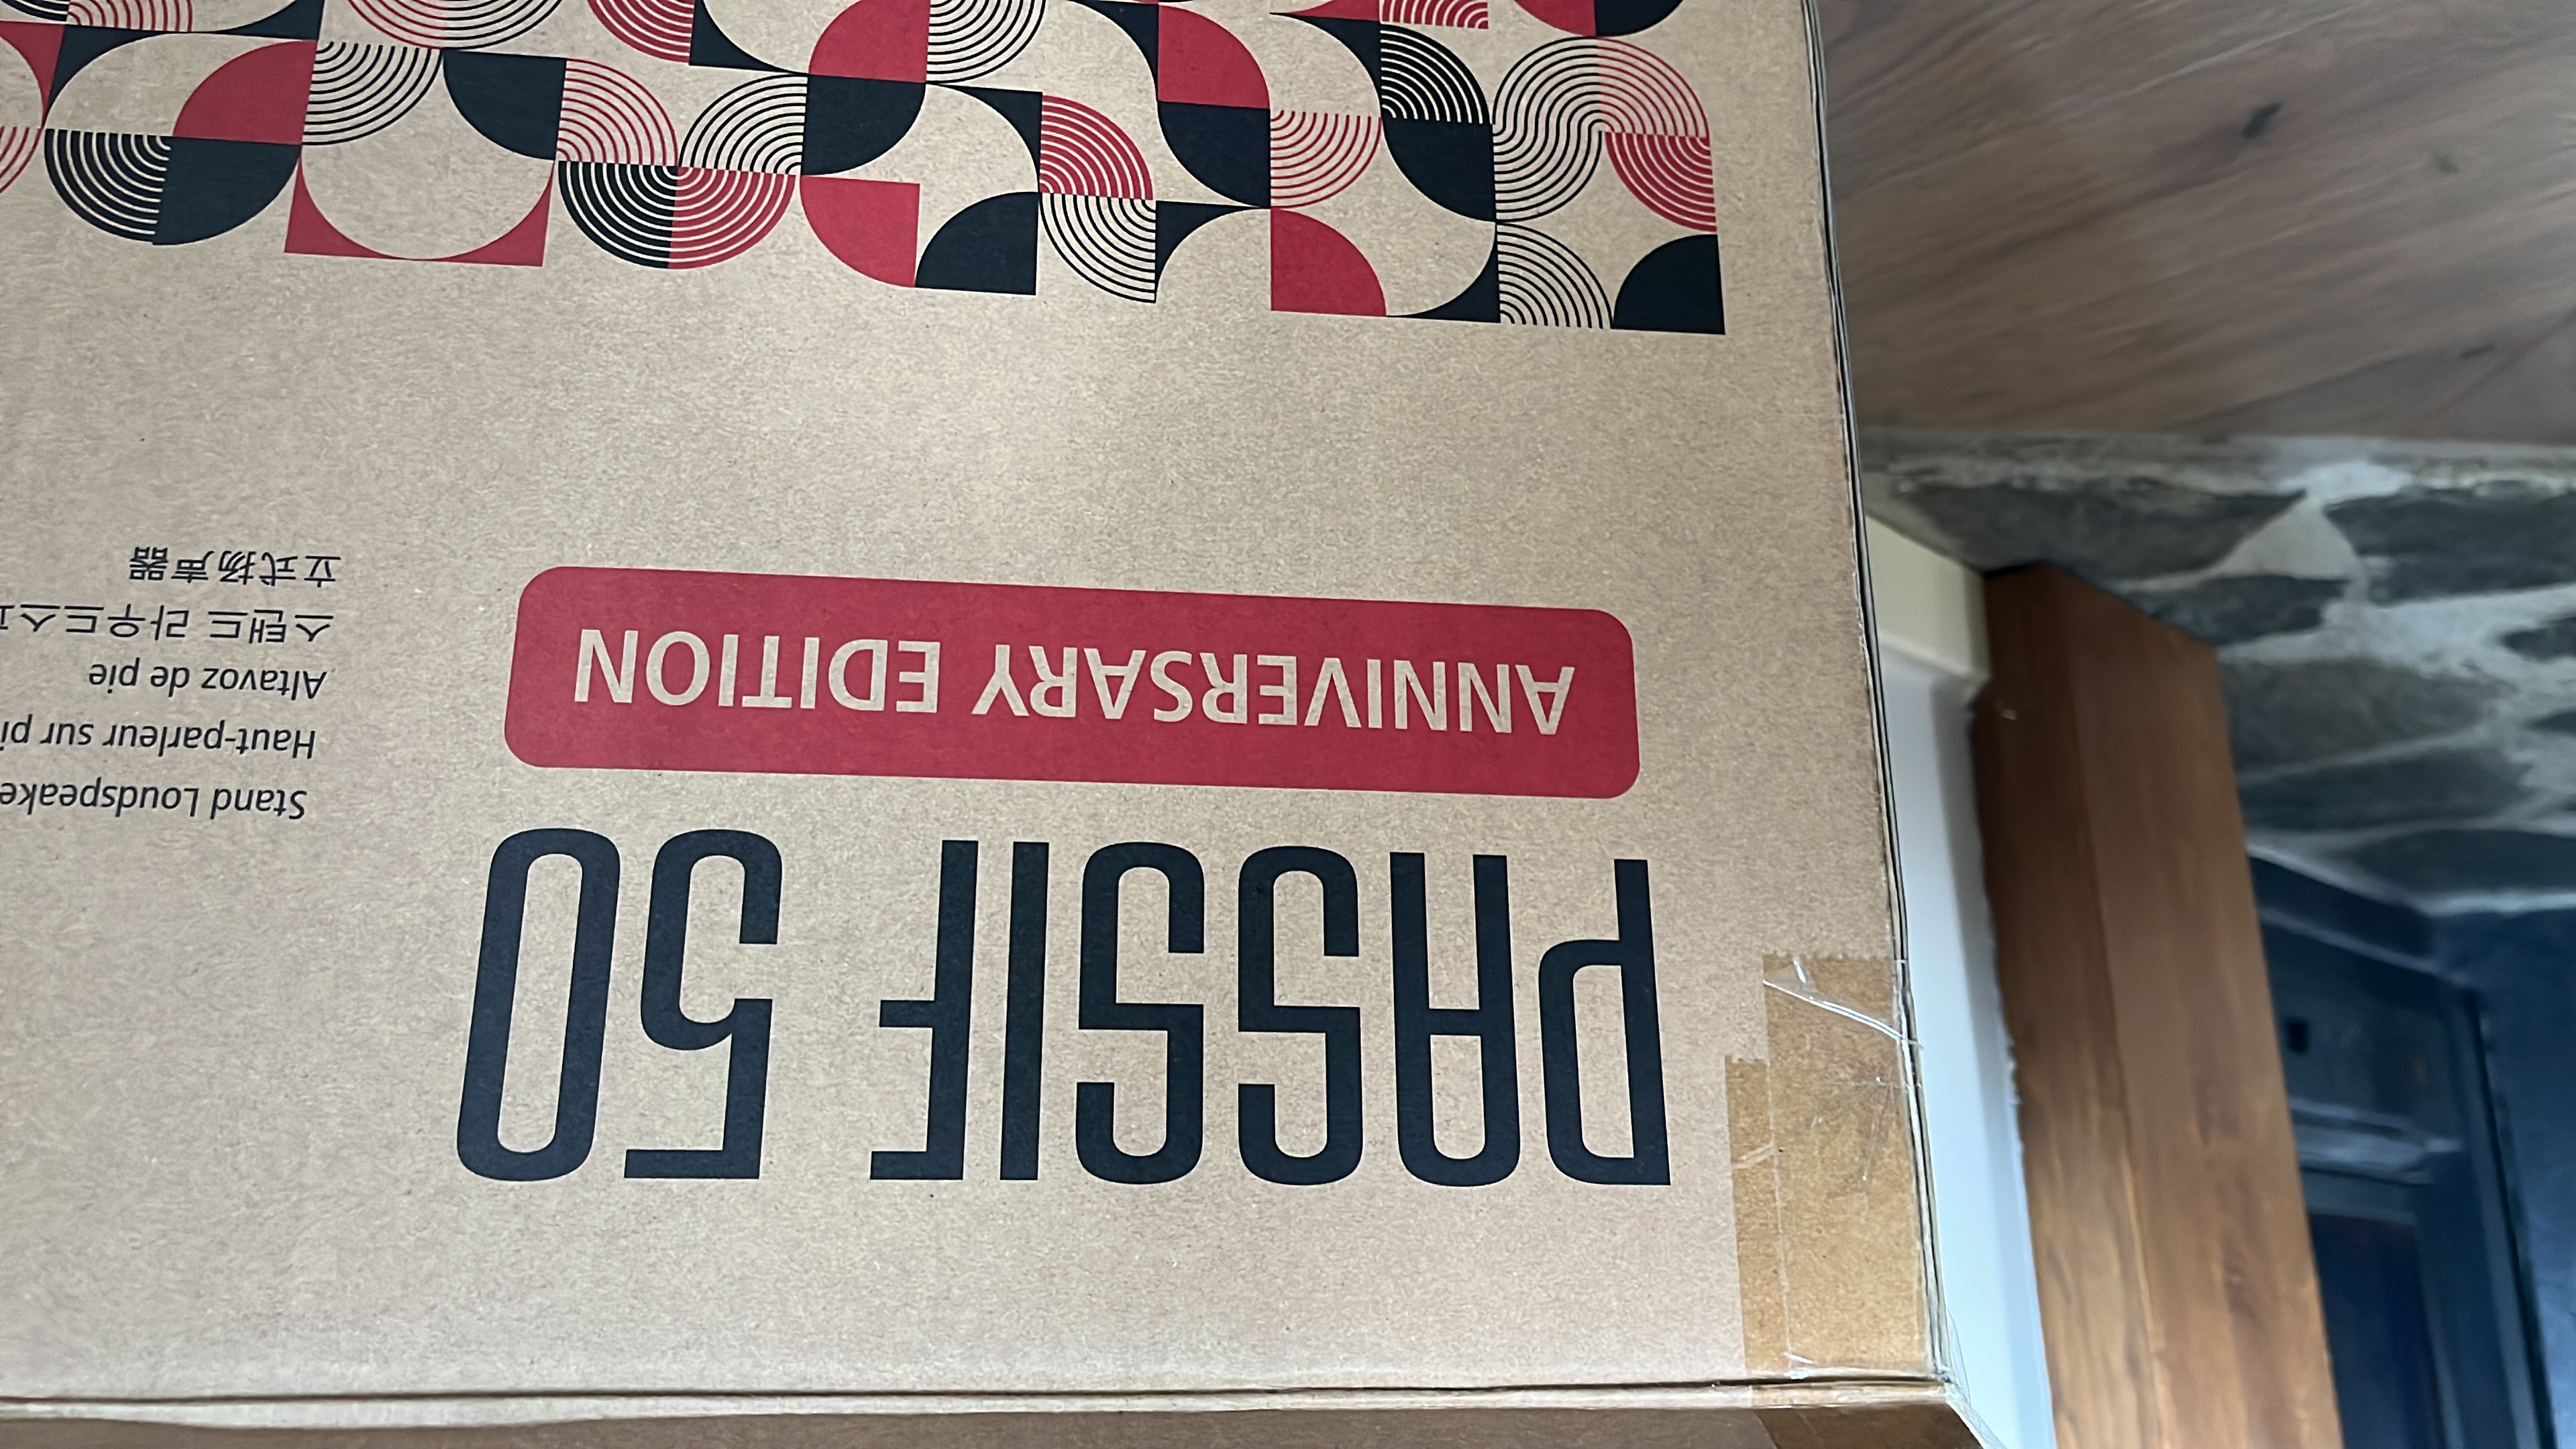 PASSIF 50
ANNIVERSARY EDITION
Stand
Haut-parleur sur
Altavoz de pie
스탠드
立式扬声器